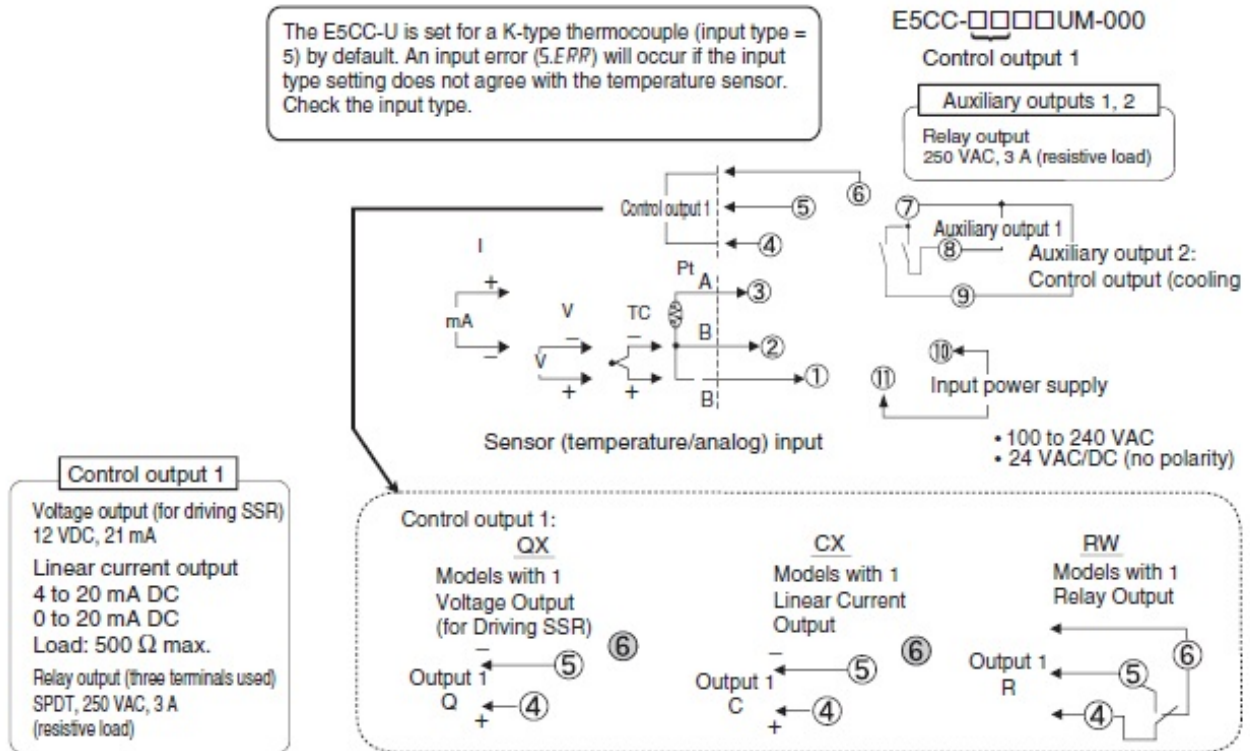 The E5CC-U is set for a K-type thermocouple (input type =
5) by default. An input error (S.ERR) will occur if the input
type setting does not agree with the temperature sensor.
Check the input type.
E5CC-□□□□UM-000
Control output 1
Auxiliary outputs 1, 2
Relay output
250 VAC, 3 A (resistive load)
Control output 1
⑥
⑤
④
⑦
Auxiliary output 1
⑧
Auxiliary output 2:
Control output (cooling
⑨
I
+
mA
−
V
−
V
+
TC
−
+
Pt
A
③
B
②
B
①
⑩
⑪
Input power supply
• 100 to 240 VAC
• 24 VAC/DC (no polarity)
Sensor (temperature/analog) input
Control output 1
Voltage output (for driving SSR)
12 VDC, 21 mA
Linear current output
4 to 20 mA DC
0 to 20 mA DC
Load: 500 Ω max.
Relay output (three terminals used)
SPDT, 250 VAC, 3 A
(resistive load)
Control output 1:
QX
Models with 1
Voltage Output
(for Driving SSR)
⑥
−
⑤
Output 1
Q
④
+
CX
Models with 1
Linear Current
Output
⑥
−
⑤
Output 1
C
④
+
RW
Models with 1
Relay Output
⑥
Output 1
R
⑤
④